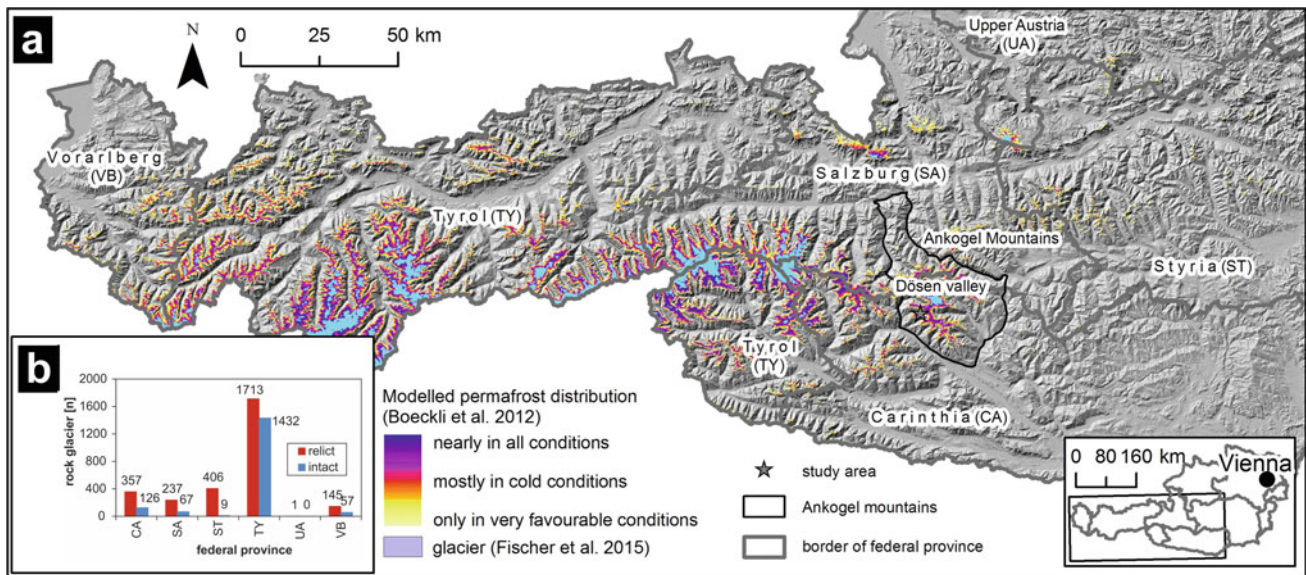 a
N
0 25 50 km
Upper Austria
(UA)
Vorarlberg
(VB)
Salzburg (SA)
Tyrol (TY)
Ankogel Mountains
Styria (ST)
Dösen valley
Tyrol
(TY)
Carinthia (CA)
b
rock glacier [n]
2000
1600
1200
800
400
0
357
126
237
67
406
9
1713
1432
1 0
145
57
relict
intact
CA
SA
ST
TY
UA
VB
federal province
Modelled permafrost distribution
(Boeckli et al. 2012)
nearly in all conditions
mostly in cold conditions
only in very favourable conditions
glacier (Fischer et al. 2015)
study area
Ankogel mountains
border of federal province
0 80 160 km
Vienna